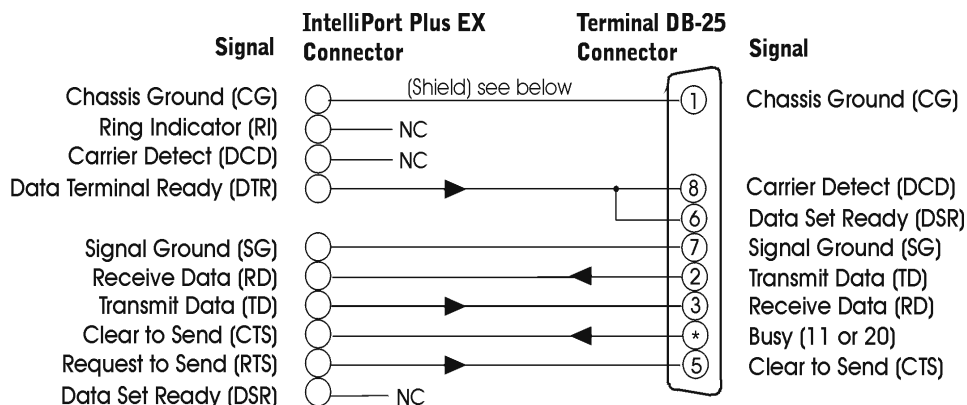 IntelliPort Plus EX Connector
Terminal DB-25 Connector
Signal
Signal
(Shield) see below
Chassis Ground (CG) 1 Chassis Ground (CG)
Ring Indicator (RI) NC
Carrier Detect (DCD) NC
Data Terminal Ready (DTR) 8 Carrier Detect (DCD)
6 Data Set Ready (DSR)
Signal Ground (SG) 7 Signal Ground (SG)
Receive Data (RD) 2 Transmit Data (TD)
Transmit Data (TD) 3 Receive Data (RD)
Clear to Send (CTS) * Busy (11 or 20)
Request to Send (RTS) 5 Clear to Send (CTS)
Data Set Ready (DSR) NC